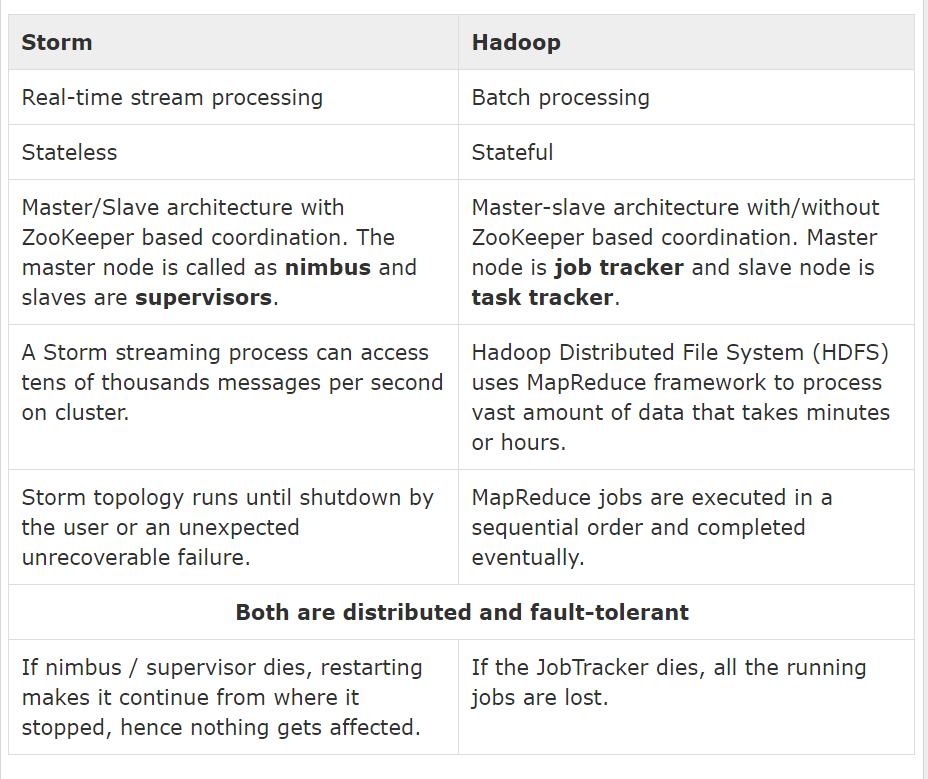 Storm
Hadoop
Real-time stream processing
Batch processing
Stateless
Stateful
Master/Slave architecture with
ZooKeeper based coordination. The
master node is called as nimbus and
slaves are supervisors.
Master-slave architecture with/without
ZooKeeper based coordination. Master
node is job tracker and slave node is
task tracker.
A Storm streaming process can access
tens of thousands messages per second
on cluster.
Hadoop Distributed File System (HDFS)
uses MapReduce framework to process
vast amount of data that takes minutes
or hours.
Storm topology runs until shutdown by
the user or an unexpected
unrecoverable failure.
MapReduce jobs are executed in a
sequential order and completed
eventually.
Both are distributed and fault-tolerant
If nimbus / supervisor dies, restarting
makes it continue from where it
stopped, hence nothing gets affected.
If the JobTracker dies, all the running
jobs are lost.